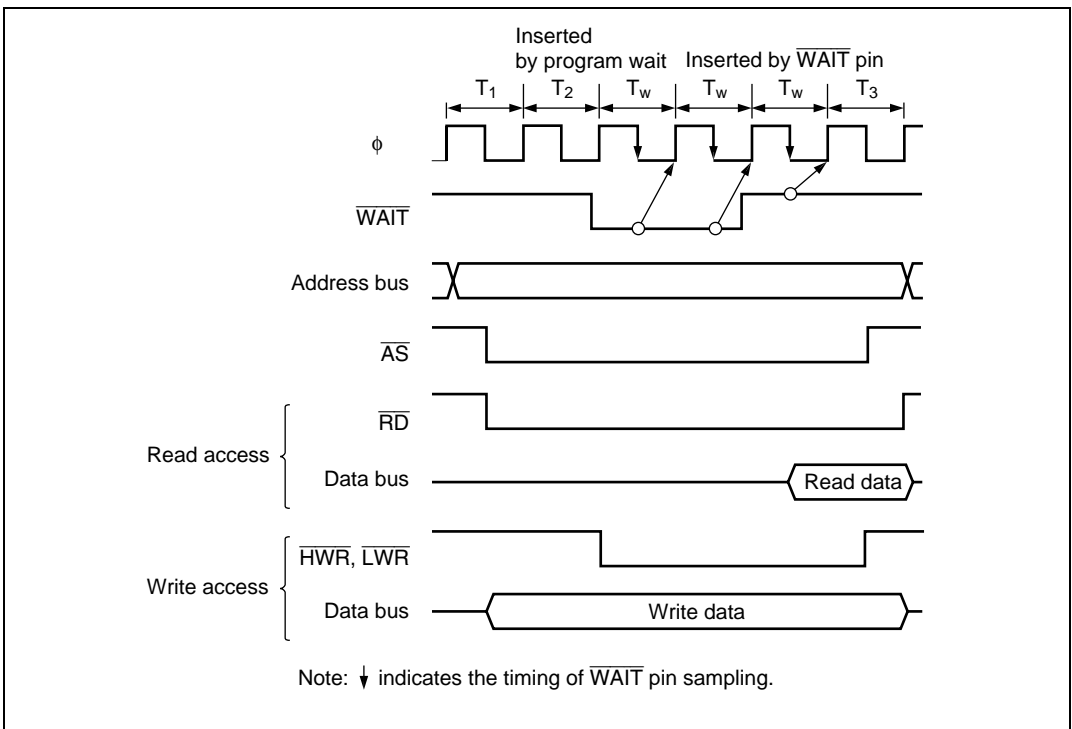 Inserted
by program wait
Inserted by WAIT pin
T1 T2 Tw Tw Tw T3
ϕ
WAIT
Address bus
AS
RD
Read access
Data bus
Read data
HWR, LWR
Write access
Data bus
Write data
Note: ↓ indicates the timing of WAIT pin sampling.